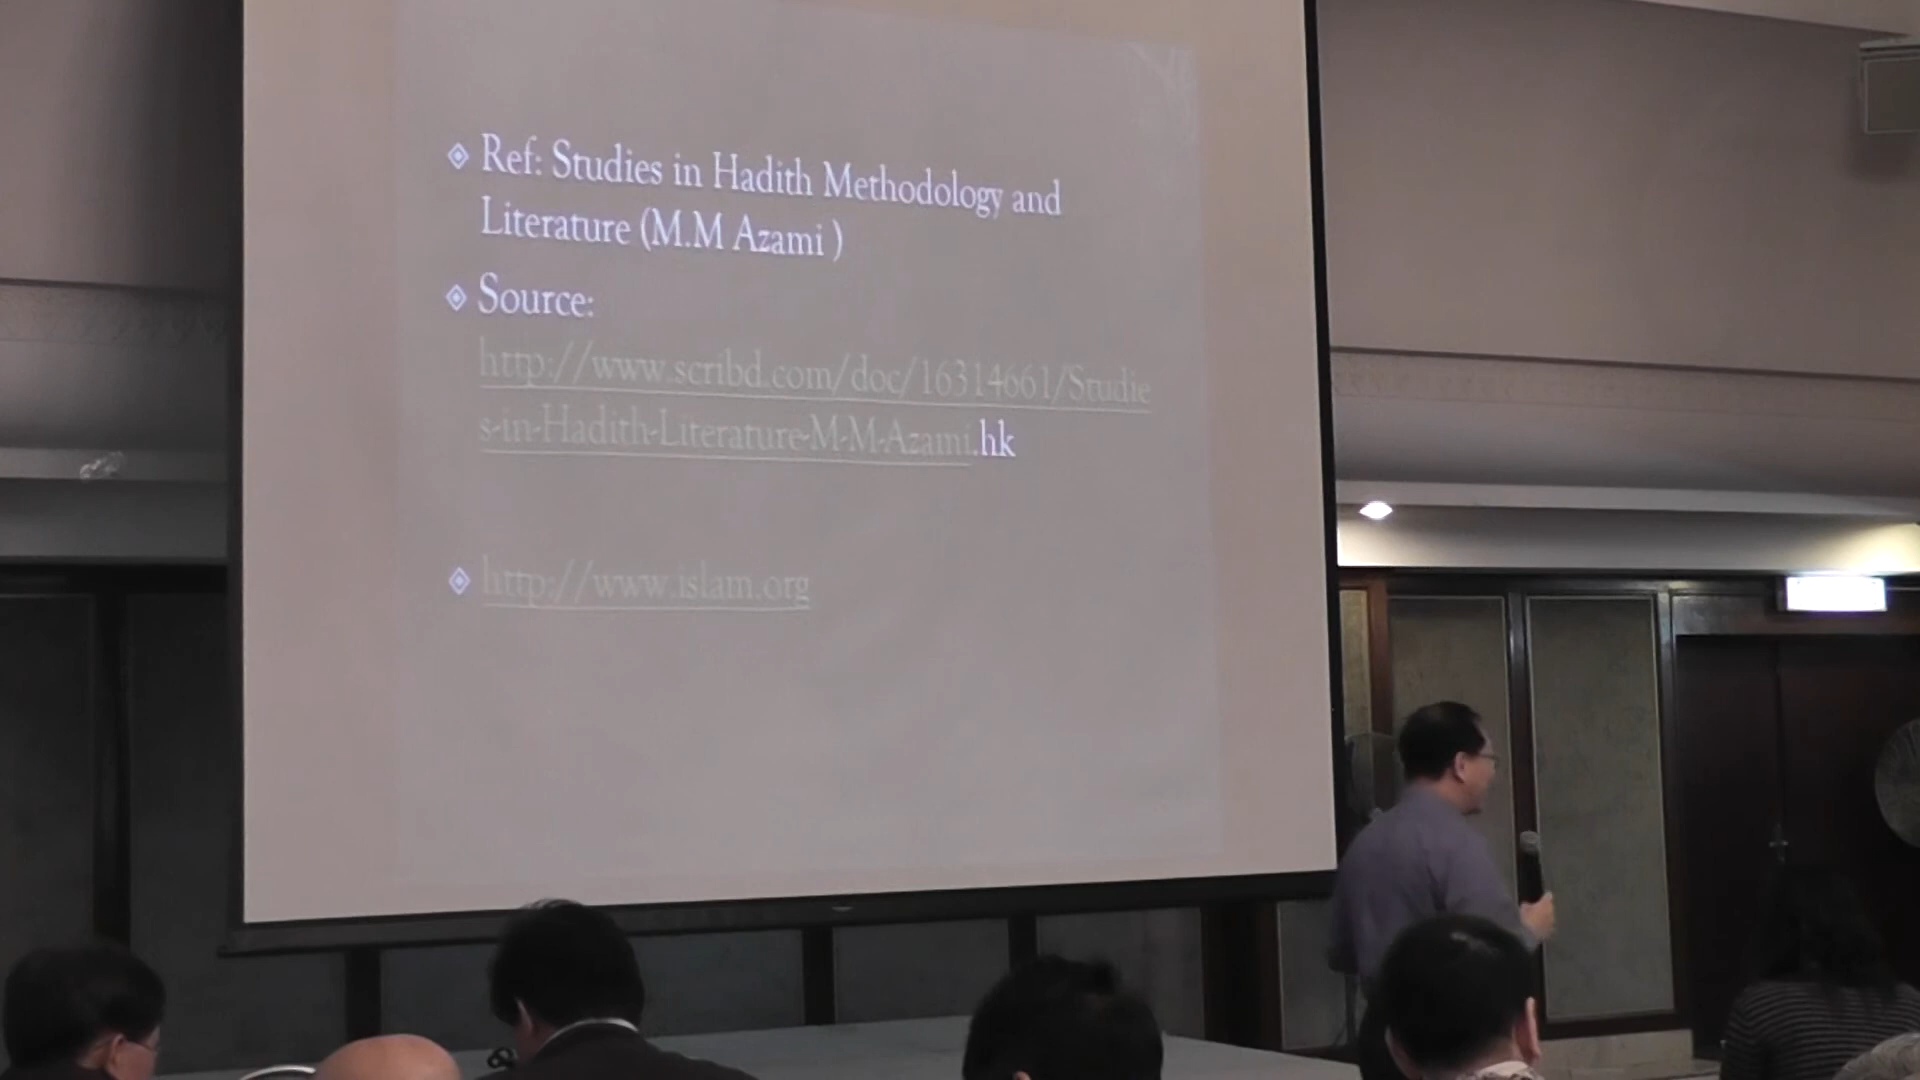 Ref: Studies in Hadith Methodology and
Literature (M.M Azami )
Source:
http://www.scribd.com/doc/16314661/Studie
s-in-Hadith-Literature-M-M-Azami.hk
http://www.islam.org